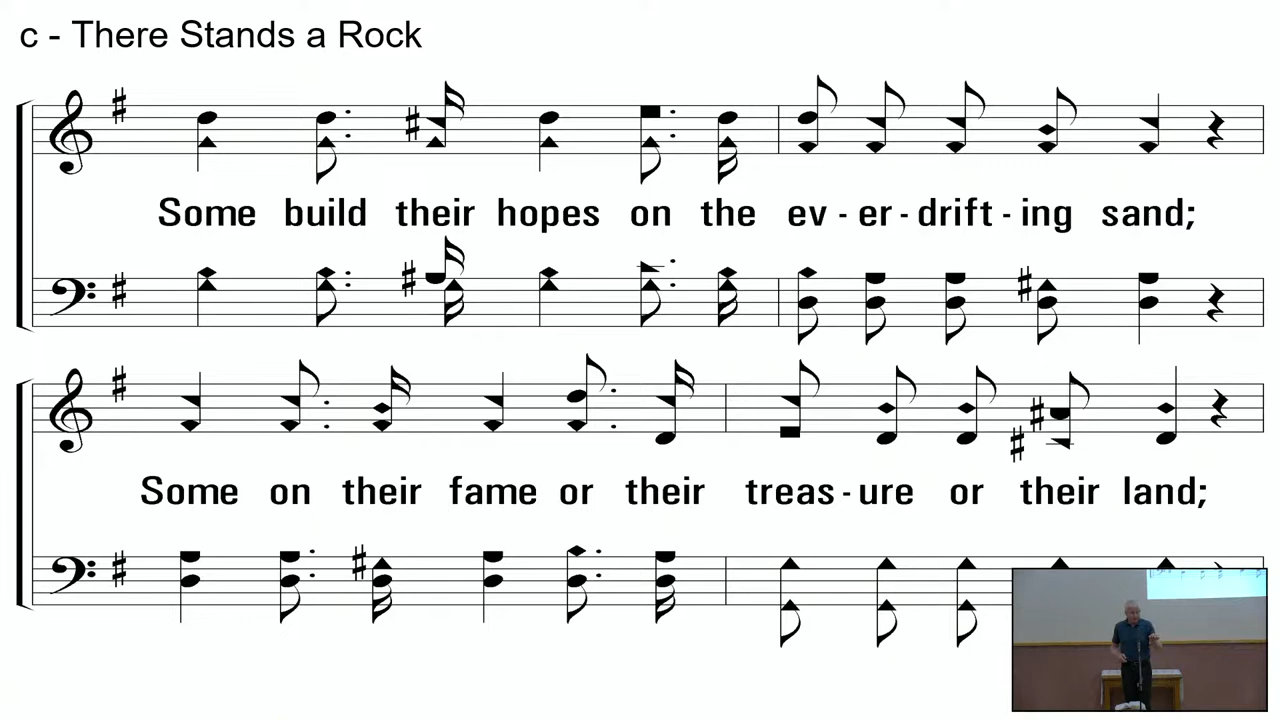 c - There Stands a Rock
Some build their hopes on the ev - er - drift - ing sand;
Some on their fame or their treas - ure or their land;